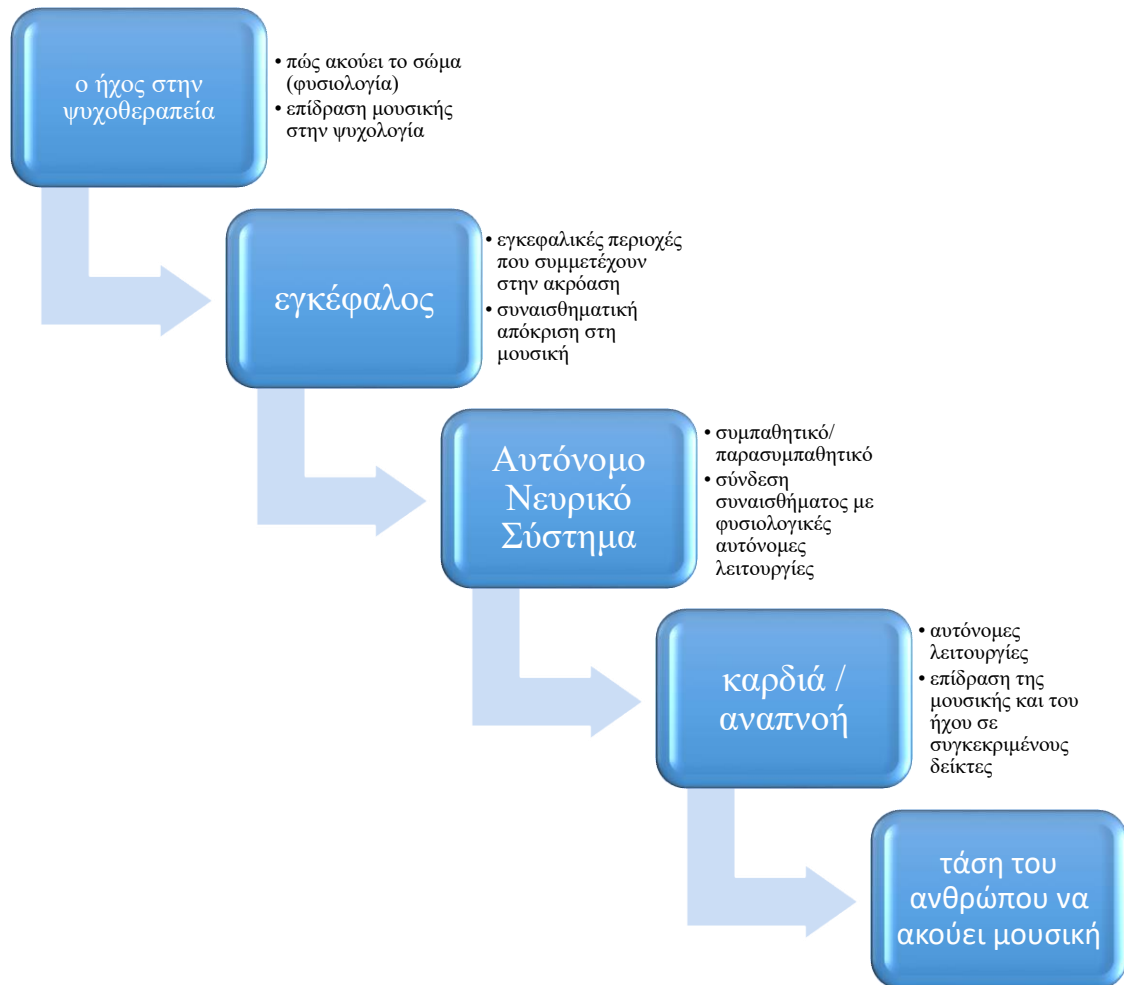 ο ήχος στην
ψυχοθεραπεία
• πώς ακούει το σώμα
(φυσιολογία)
• επίδραση μουσικής
στην ψυχολογία
εγκέφαλος
• εγκεφαλικές περιοχές
που συμμετέχουν
στην ακρόαση
• συναισθηματική
απόκριση στη
μουσική
Αυτόνομο
Νευρικό
Σύστημα
• συμπαθητικό/
παρασυμπαθητικό
• σύνδεση
συναισθήματος με
φυσιολογικές
αυτόνομες
λειτουργίες
καρδιά /
αναπνοή
• αυτόνομες
λειτουργίες
• επίδραση της
μουσικής και του
ήχου σε
συγκεκριμένους
δείκτες
τάση του
ανθρώπου να
ακούει μουσική